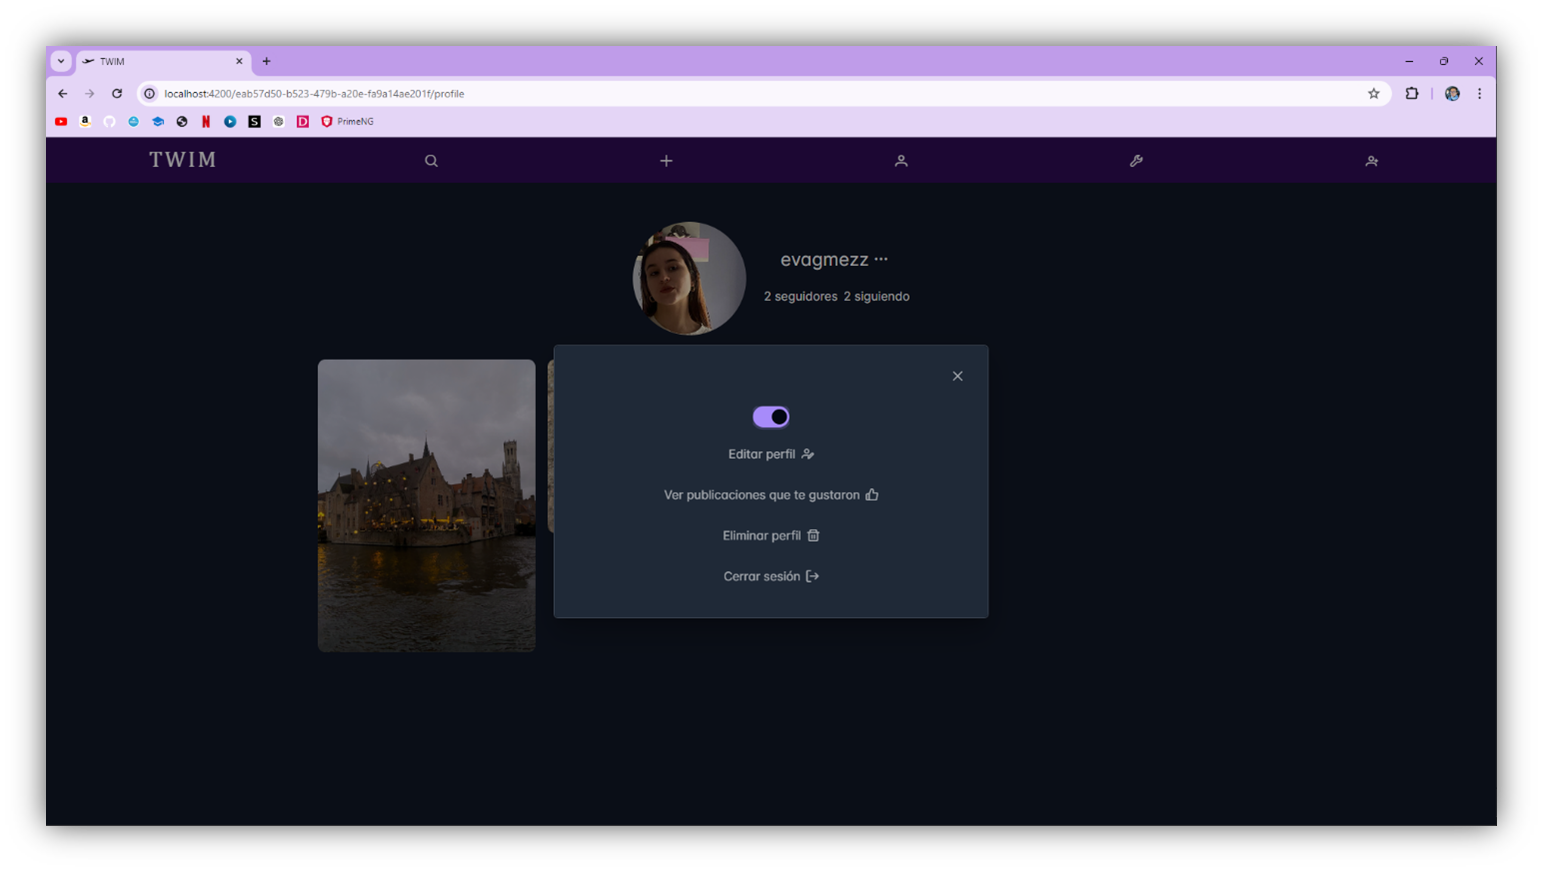 TWIM
localhost:4200/eab57d50-b523-479b-a20e-fa9a14ae201f/profile
PrimeNG
TWIM
evagmezz
2 seguidores 2 siguiendo
Editar perfil
Ver publicaciones que te gustaron
Eliminar perfil
Cerrar sesión